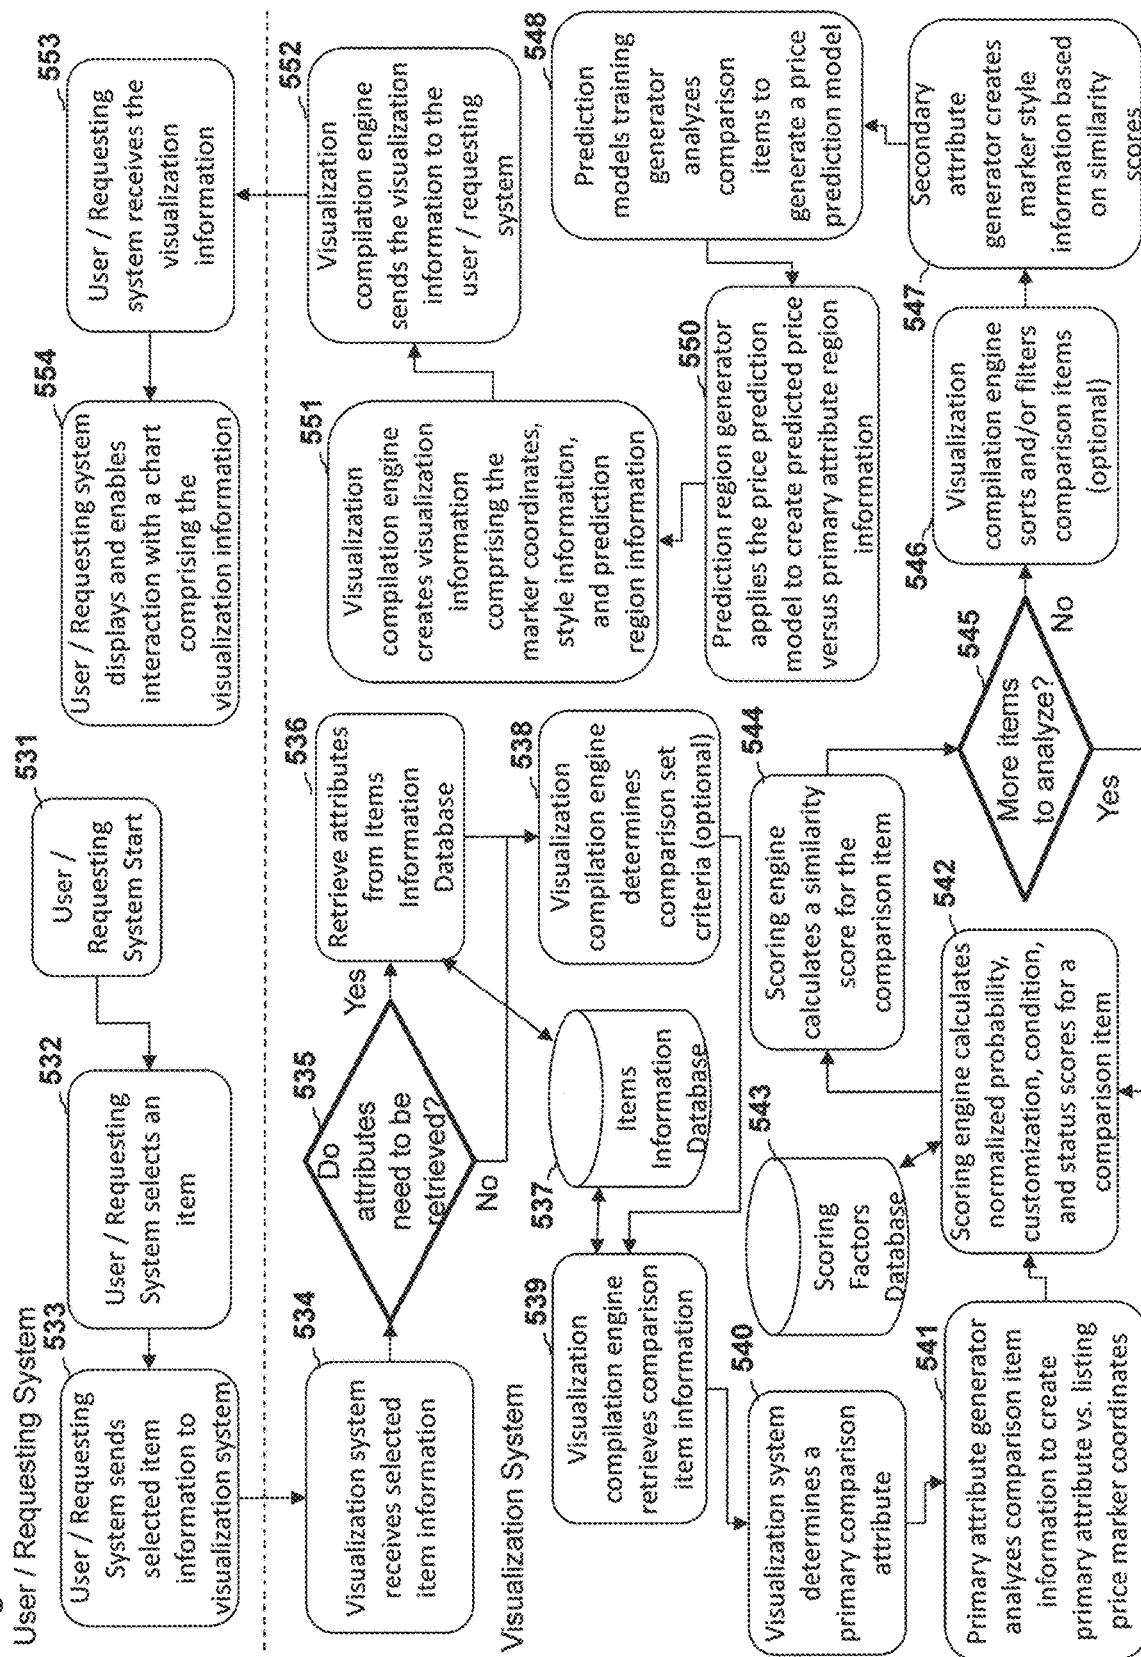 User / Requesting System
531
User /
Requesting
System Start
532
User / Requesting
System selects an
item
533
User / Requesting
System sends
selected item
information to
visualization system
534
Visualization system
receives selected
item information
535
Do
attributes
need to be
retrieved?
Yes
No
536
Retrieve attributes
from Items
Information
Database
537
Items
Information
Database
538
Visualization
compilation engine
determines
comparison set
criteria (optional)
Visualization System
539
Visualization
compilation engine
retrieves comparison
item information
540
Visualization system
determines a
primary comparison
attribute
541
Primary attribute generator
analyzes comparison item
information to create
primary attribute vs. listing
price marker coordinates
542
Scoring engine calculates
normalized probability,
customization, condition,
and status scores for a
comparison item
543
Scoring
Factors
Database
544
Scoring engine
calculates a similarity
score for the
comparison item
545
More items
to analyze?
Yes
No
546
Visualization
compilation engine
sorts and/or filters
comparison items
(optional)
547
Secondary
attribute
generator creates
marker style
information based
on similarity
scores
548
Prediction
models training
generator
analyzes
comparison
items to
generate a price
prediction model
550
Prediction region generator
applies the price prediction
model to create predicted price
versus primary attribute region
information
551
Visualization
compilation engine
creates visualization
information
comprising the
marker coordinates,
style information,
and prediction
region information
552
Visualization
compilation engine
sends the visualization
information to the
user / requesting
system
553
User / Requesting
system receives the
visualization
information
554
User / Requesting system
displays and enables
interaction with a chart
comprising the
visualization information